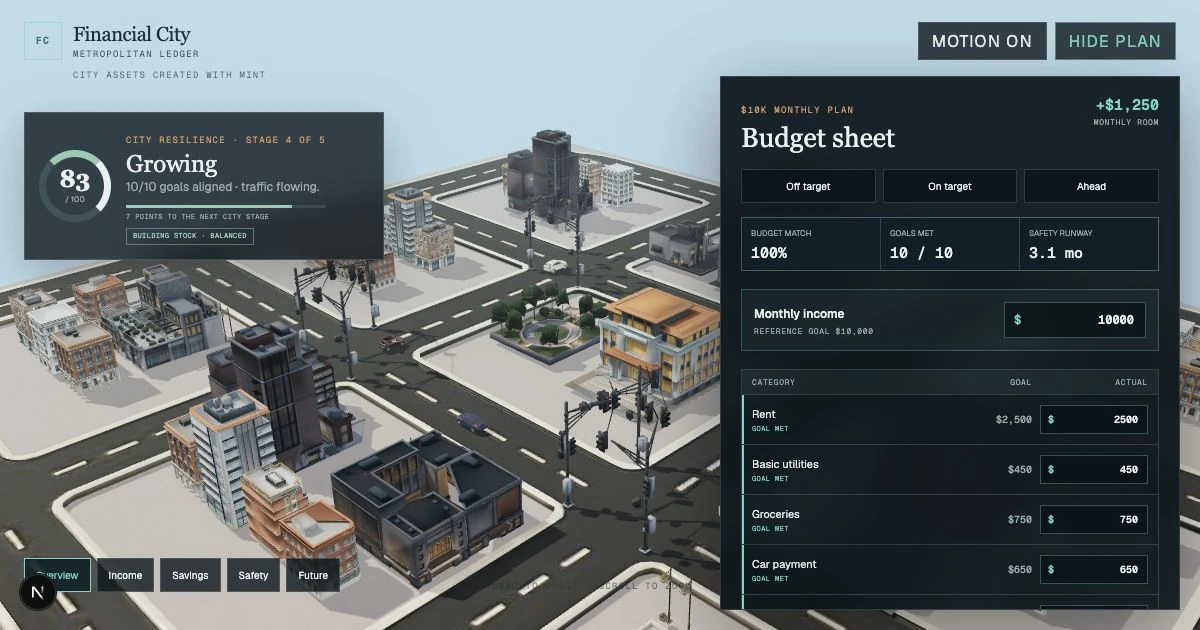 FC
Financial City
METROPOLITAN LEDGER
CITY ASSETS CREATED WITH MINT
MOTION ON
HIDE PLAN
83
/ 100
CITY RESILIENCE · STAGE 4 OF 5
Growing
10/10 goals aligned · traffic flowing.
7 POINTS TO THE NEXT CITY STAGE
BUILDING STOCK · BALANCED
$10K MONTHLY PLAN
Budget sheet
+$1,250
MONTHLY ROOM
Off target
On target
Ahead
BUDGET MATCH
100%
GOALS MET
10 / 10
SAFETY RUNWAY
3.1 mo
Monthly income
REFERENCE GOAL $10,000
$ 10000
CATEGORY GOAL ACTUAL
Rent
GOAL MET
$2,500 $ 2500
Basic utilities
GOAL MET
$450 $ 450
Groceries
GOAL MET
$750 $ 750
Car payment
GOAL MET
$650 $ 650
Income
Savings
Safety
Future
N
SCROLL TO